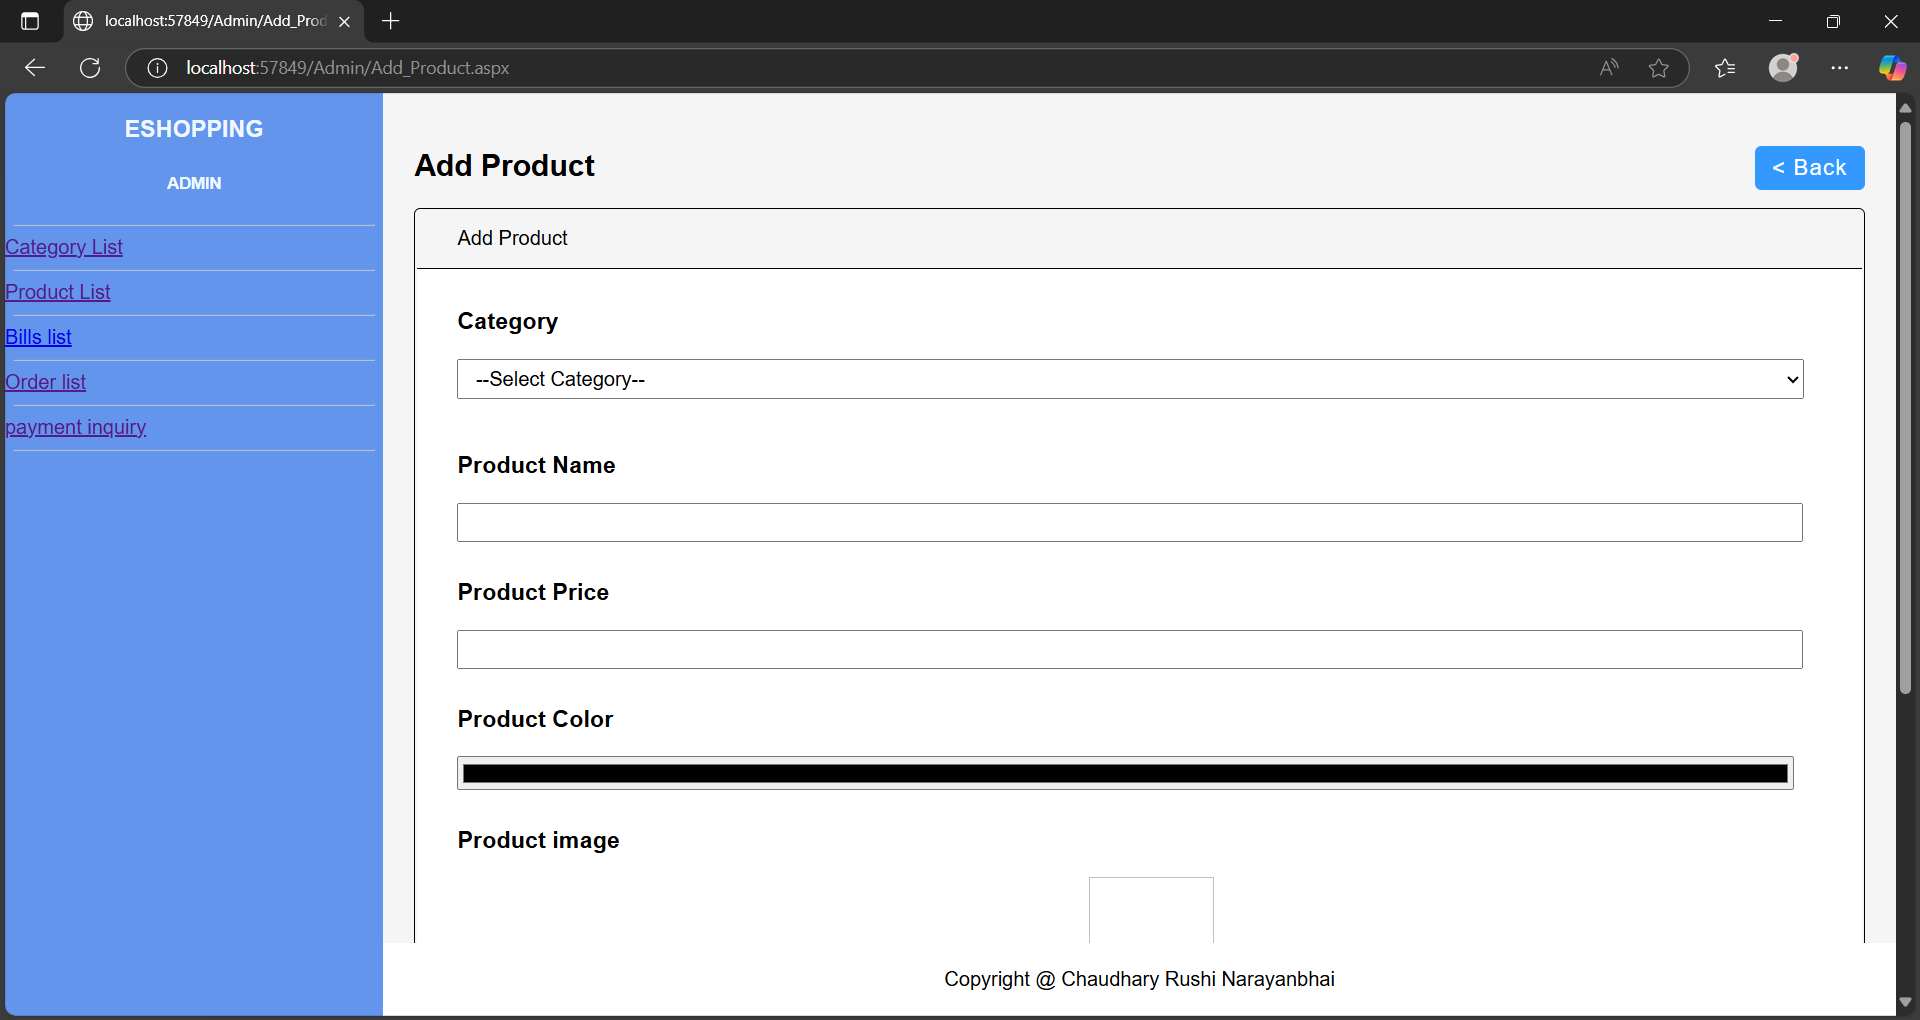 localhost:57849/Admin/Add_Prod
localhost:57849/Admin/Add_Product.aspx
ESHOPPING
ADMIN
Category List
Product List
Bills list
Order list
payment inquiry
Add Product
< Back
Add Product
Category
--Select Category--
Product Name
Product Price
Product Color
Product image
Copyright @ Chaudhary Rushi Narayanbhai